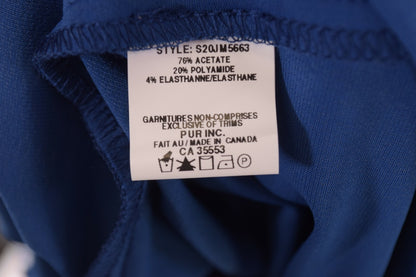 STYLE: S20JM5663
76% ACETATE
20% POLYAMIDE
4% ELASTHANNE/ELASTHANE
GARNITURES NON-COMPRISES
EXCLUSIVE OF TRIMS
PUR INC.
FAIT AU / MADE IN CANADA
CA 35553